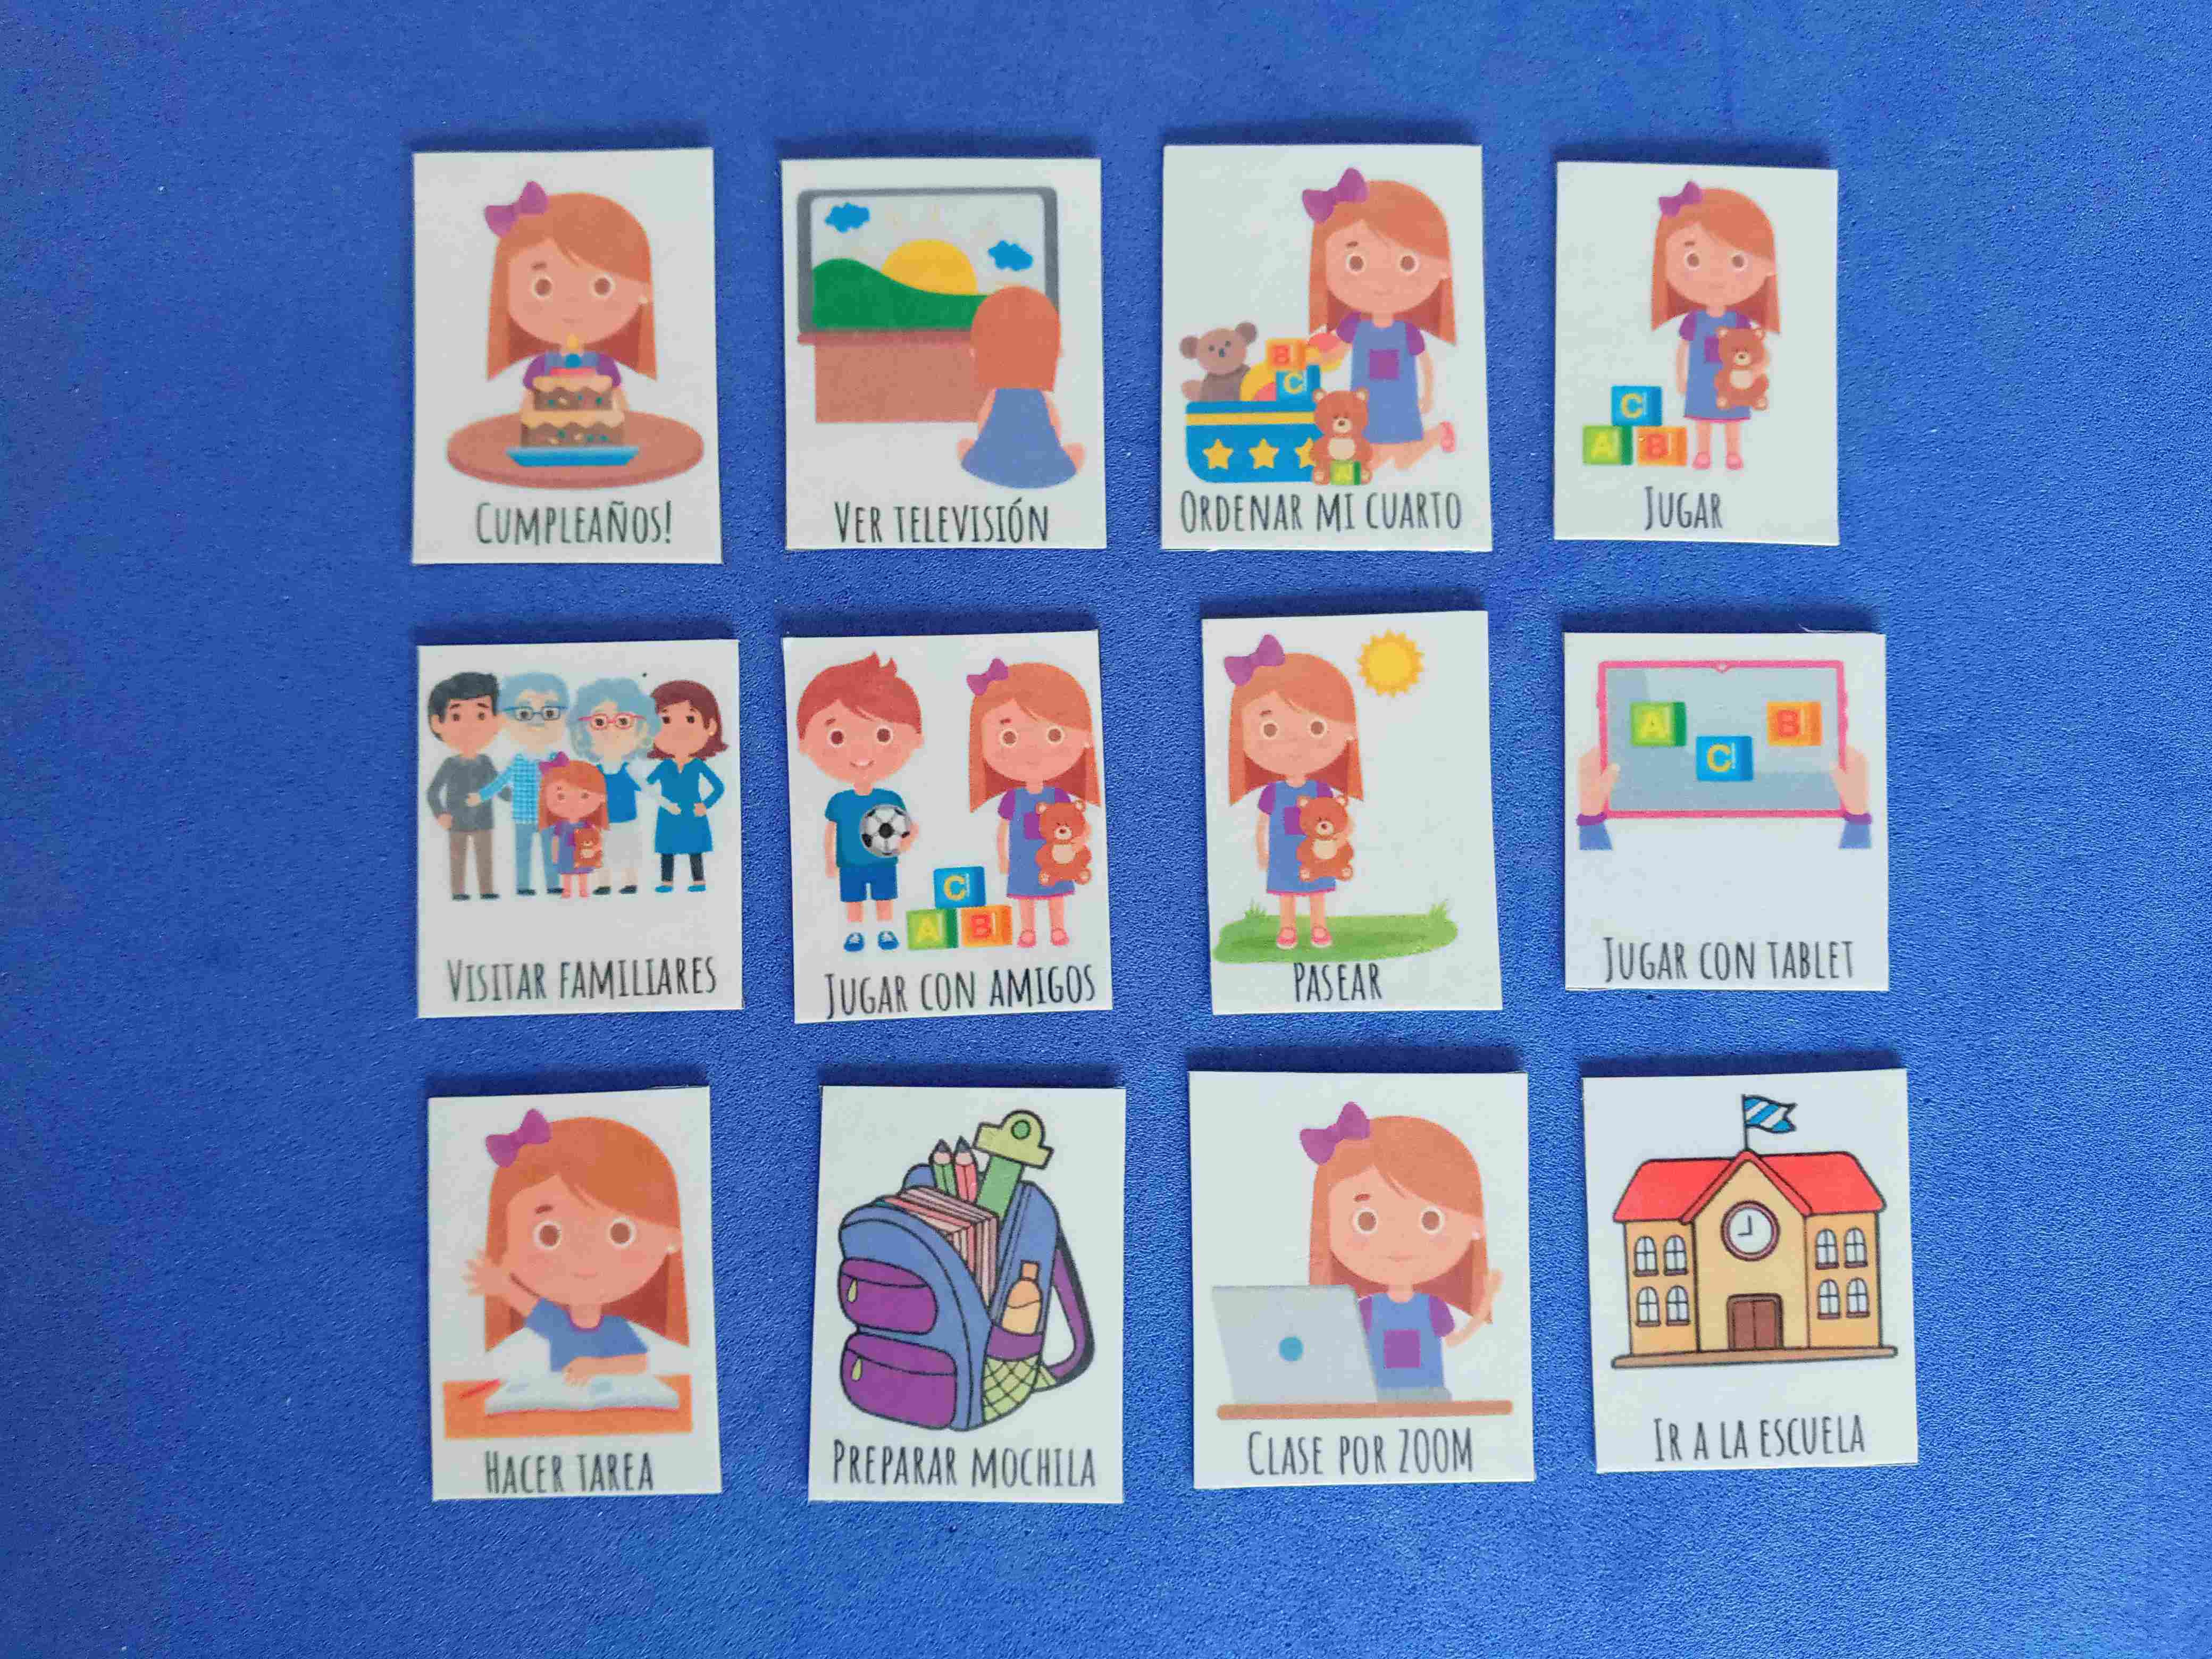 CUMPLEAÑOS!
VER TELEVISIÓN
B
C
A
ORDENAR MI CUARTO
C
A B
JUGAR
VISITAR FAMILIARES
C
A B
JUGAR CON AMIGOS
PASEAR
A B
C
JUGAR CON TABLET
HACER TAREA
PREPARAR MOCHILA
CLASE POR ZOOM
IR A LA ESCUELA